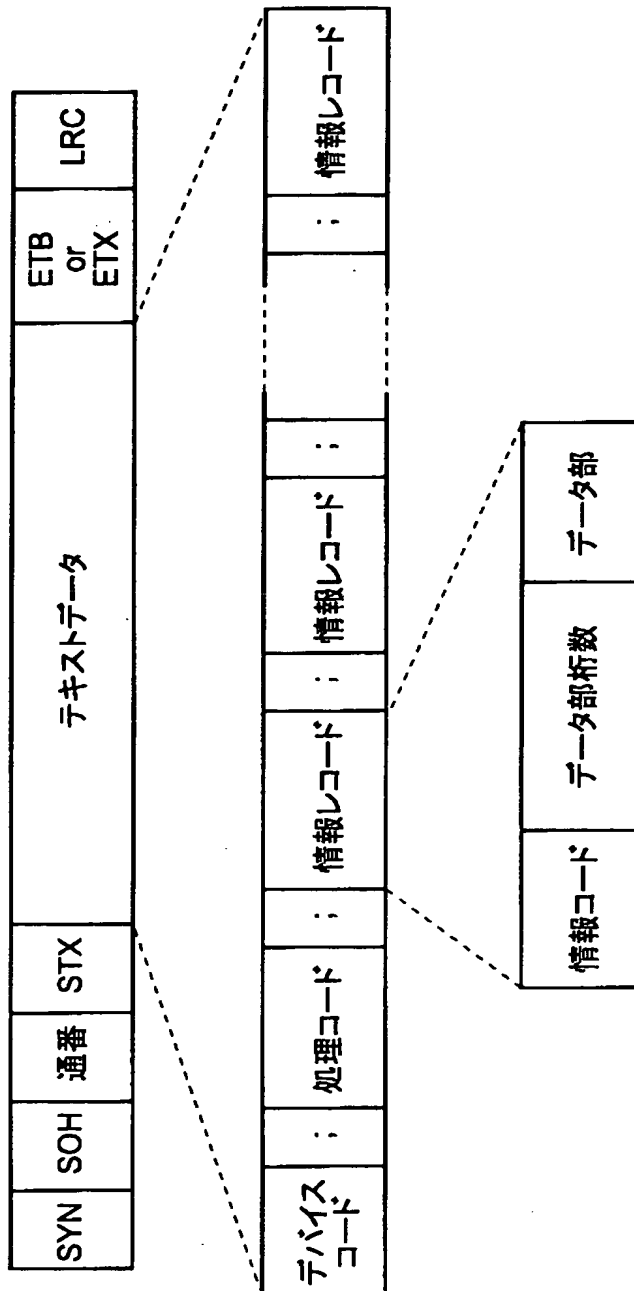 SYN
SOH
通番
STX
テキストデータ
ETB
or
ETX
LRC
デバイス
コード
;
処理コード
;
情報レコード
;
情報レコード
;
情報レコード
;
情報コード
データ部桁数
データ部